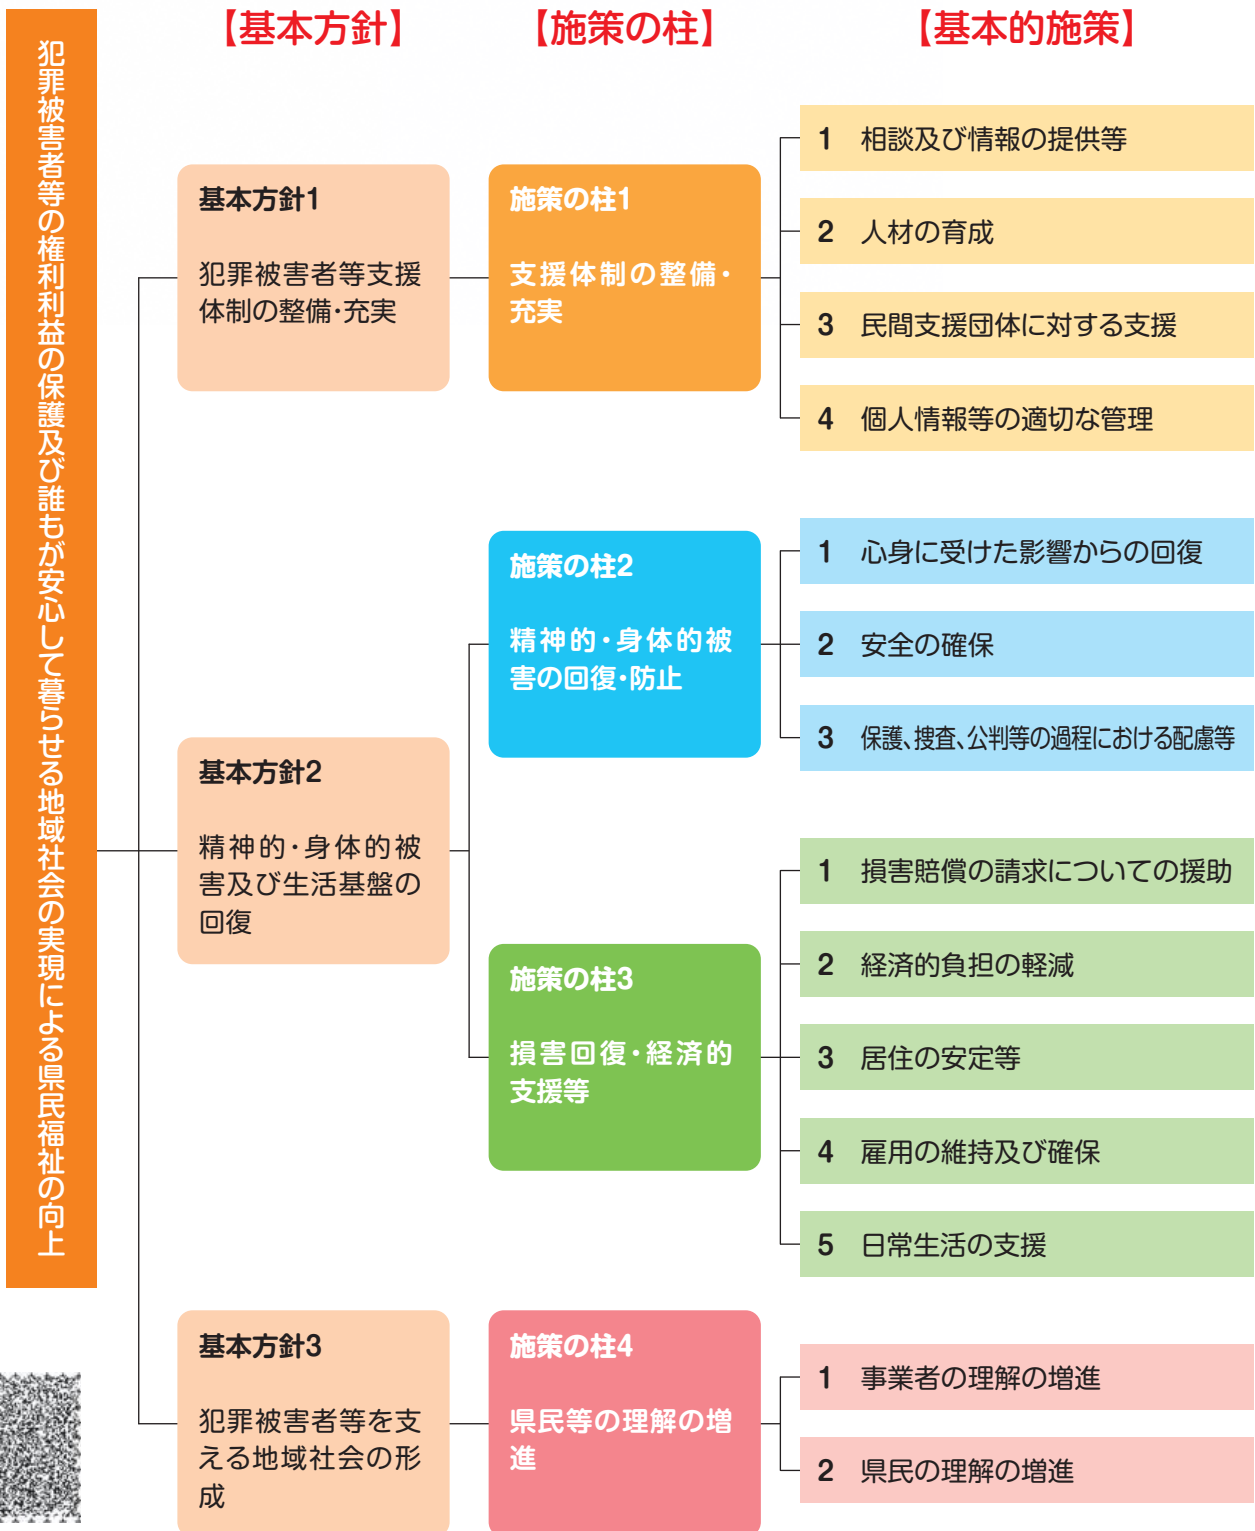 【基本方針】
【施策の柱】
【基本的施策】
犯罪被害者等の権利利益の保護及び誰もが安心して暮らせる地域社会の実現による県民福祉の向上
基本方針1
犯罪被害者等支援
体制の整備・充実
施策の柱1
支援体制の整備・
充実
1 相談及び情報の提供等
2 人材の育成
3 民間支援団体に対する支援
4 個人情報等の適切な管理
基本方針2
精神的・身体的被
害及び生活基盤の
回復
施策の柱2
精神的・身体的被
害の回復・防止
1 心身に受けた影響からの回復
2 安全の確保
3 保護、捜査、公判等の過程における配慮等
施策の柱3
損害回復・経済的
支援等
1 損害賠償の請求についての援助
2 経済的負担の軽減
3 居住の安定等
4 雇用の維持及び確保
5 日常生活の支援
基本方針3
犯罪被害者等を支
える地域社会の形
成
施策の柱4
県民等の理解の増
進
1 事業者の理解の増進
2 県民の理解の増進